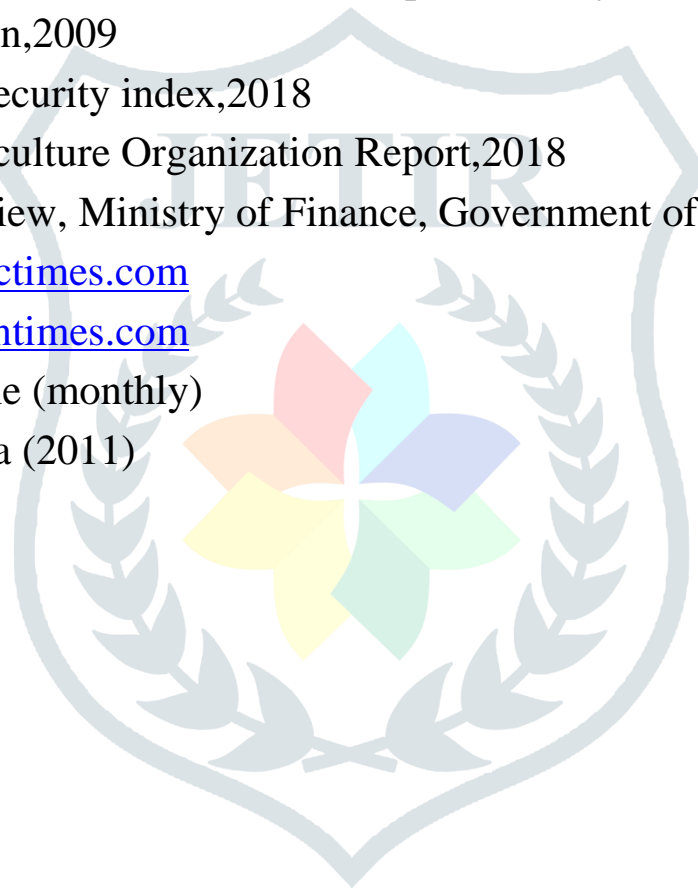 n,2009
ecurity index,2018
culture Organization Report,2018
iew, Ministry of Finance, Government of
ctimes.com
ntimes.com
e (monthly)
a (2011)
JETIR